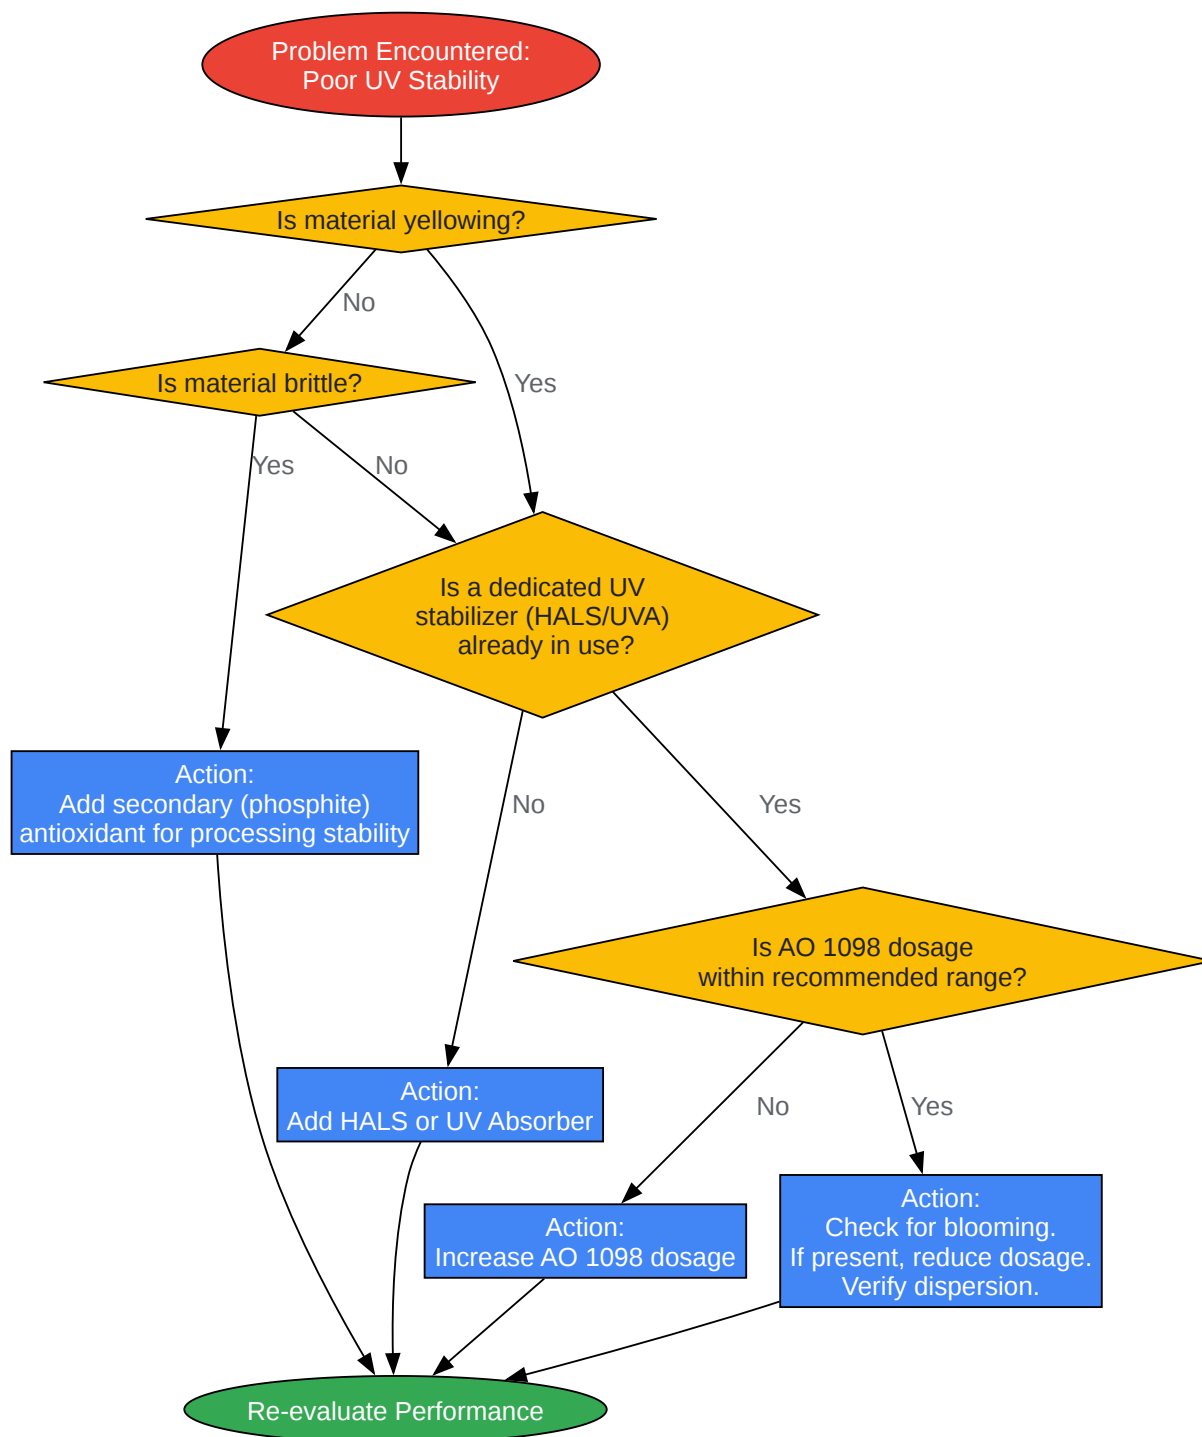 Problem Encountered:
Poor UV Stability
Is material yellowing?
No
Yes
Is material brittle?
Yes
No
Is a dedicated UV
stabilizer (HALS/UVA)
already in use?
Action:
Add secondary (phosphite)
antioxidant for processing stability
No
Yes
Is AO 1098 dosage
within recommended range?
Action:
Add HALS or UV Absorber
No
Yes
Action:
Increase AO 1098 dosage
Action:
Check for blooming.
If present, reduce dosage.
Verify dispersion.
Re-evaluate Performance